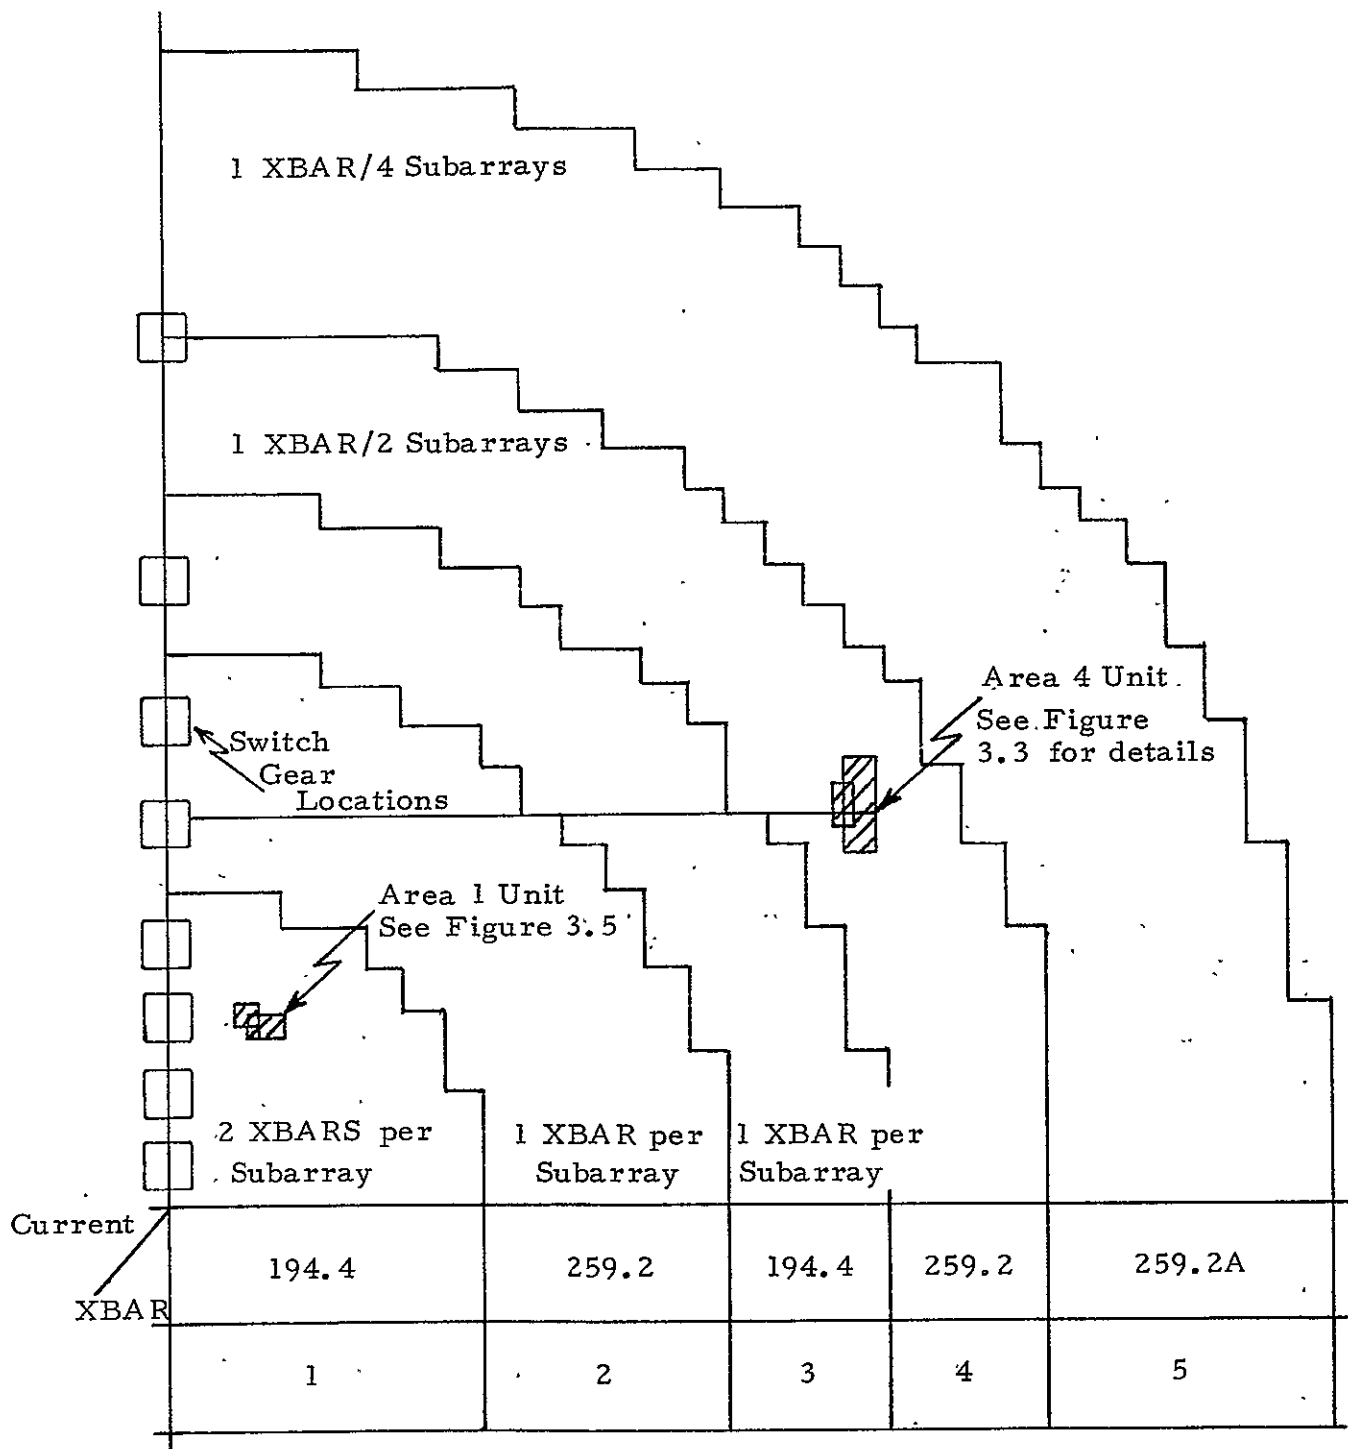 1 XBAR/4 Subarrays
1 XBAR/2 Subarrays
Area 4 Unit
See Figure
3.3 for details
Switch
Gear
Locations
Area 1 Unit
See Figure 3.5
2 XBARS per
Subarray
1 XBAR per
Subarray
1 XBAR per
Subarray
Current
XBAR
194.4
259.2
194.4
259.2
259.2A
1
2
3
4
5